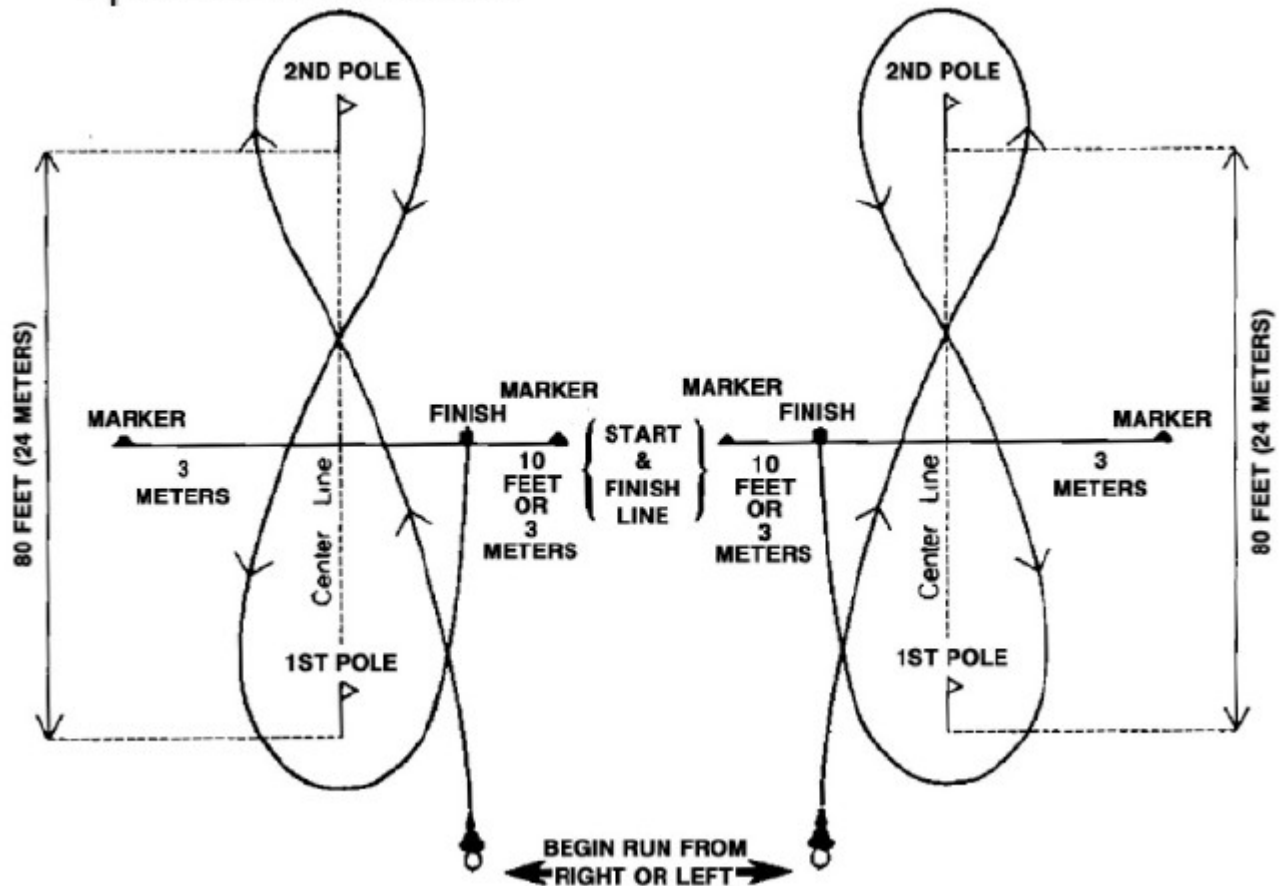 2ND POLE
2ND POLE
80 FEET (24 METERS)
MARKER
3
METERS
FINISH
MARKER
10
FEET
OR
3
METERS
START
&
FINISH
LINE
MARKER
FINISH
10
FEET
OR
3
METERS
MARKER
3
METERS
80 FEET (24 METERS)
Center Line
Center Line
1ST POLE
1ST POLE
BEGIN RUN FROM
RIGHT OR LEFT